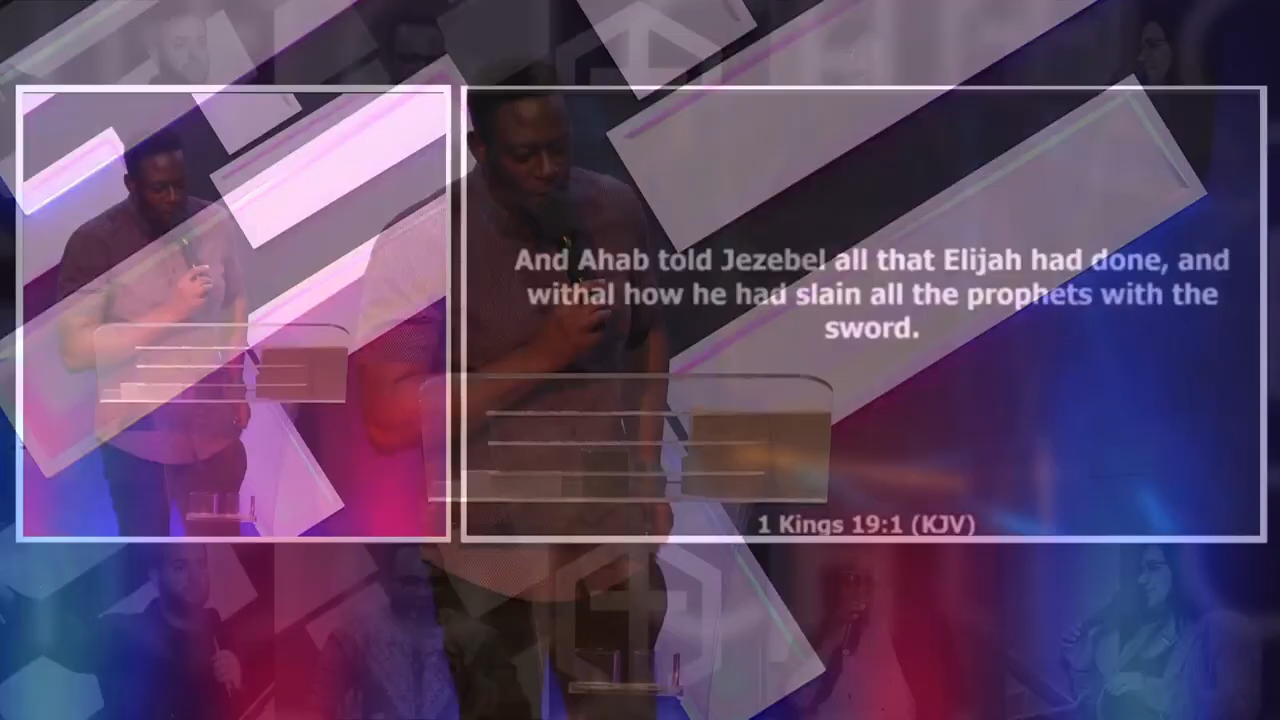 And Ahab told Jezebel all that Elijah had done, and
withal how he had slain all the prophets with the
sword.
1 Kings 19:1 (KJV)